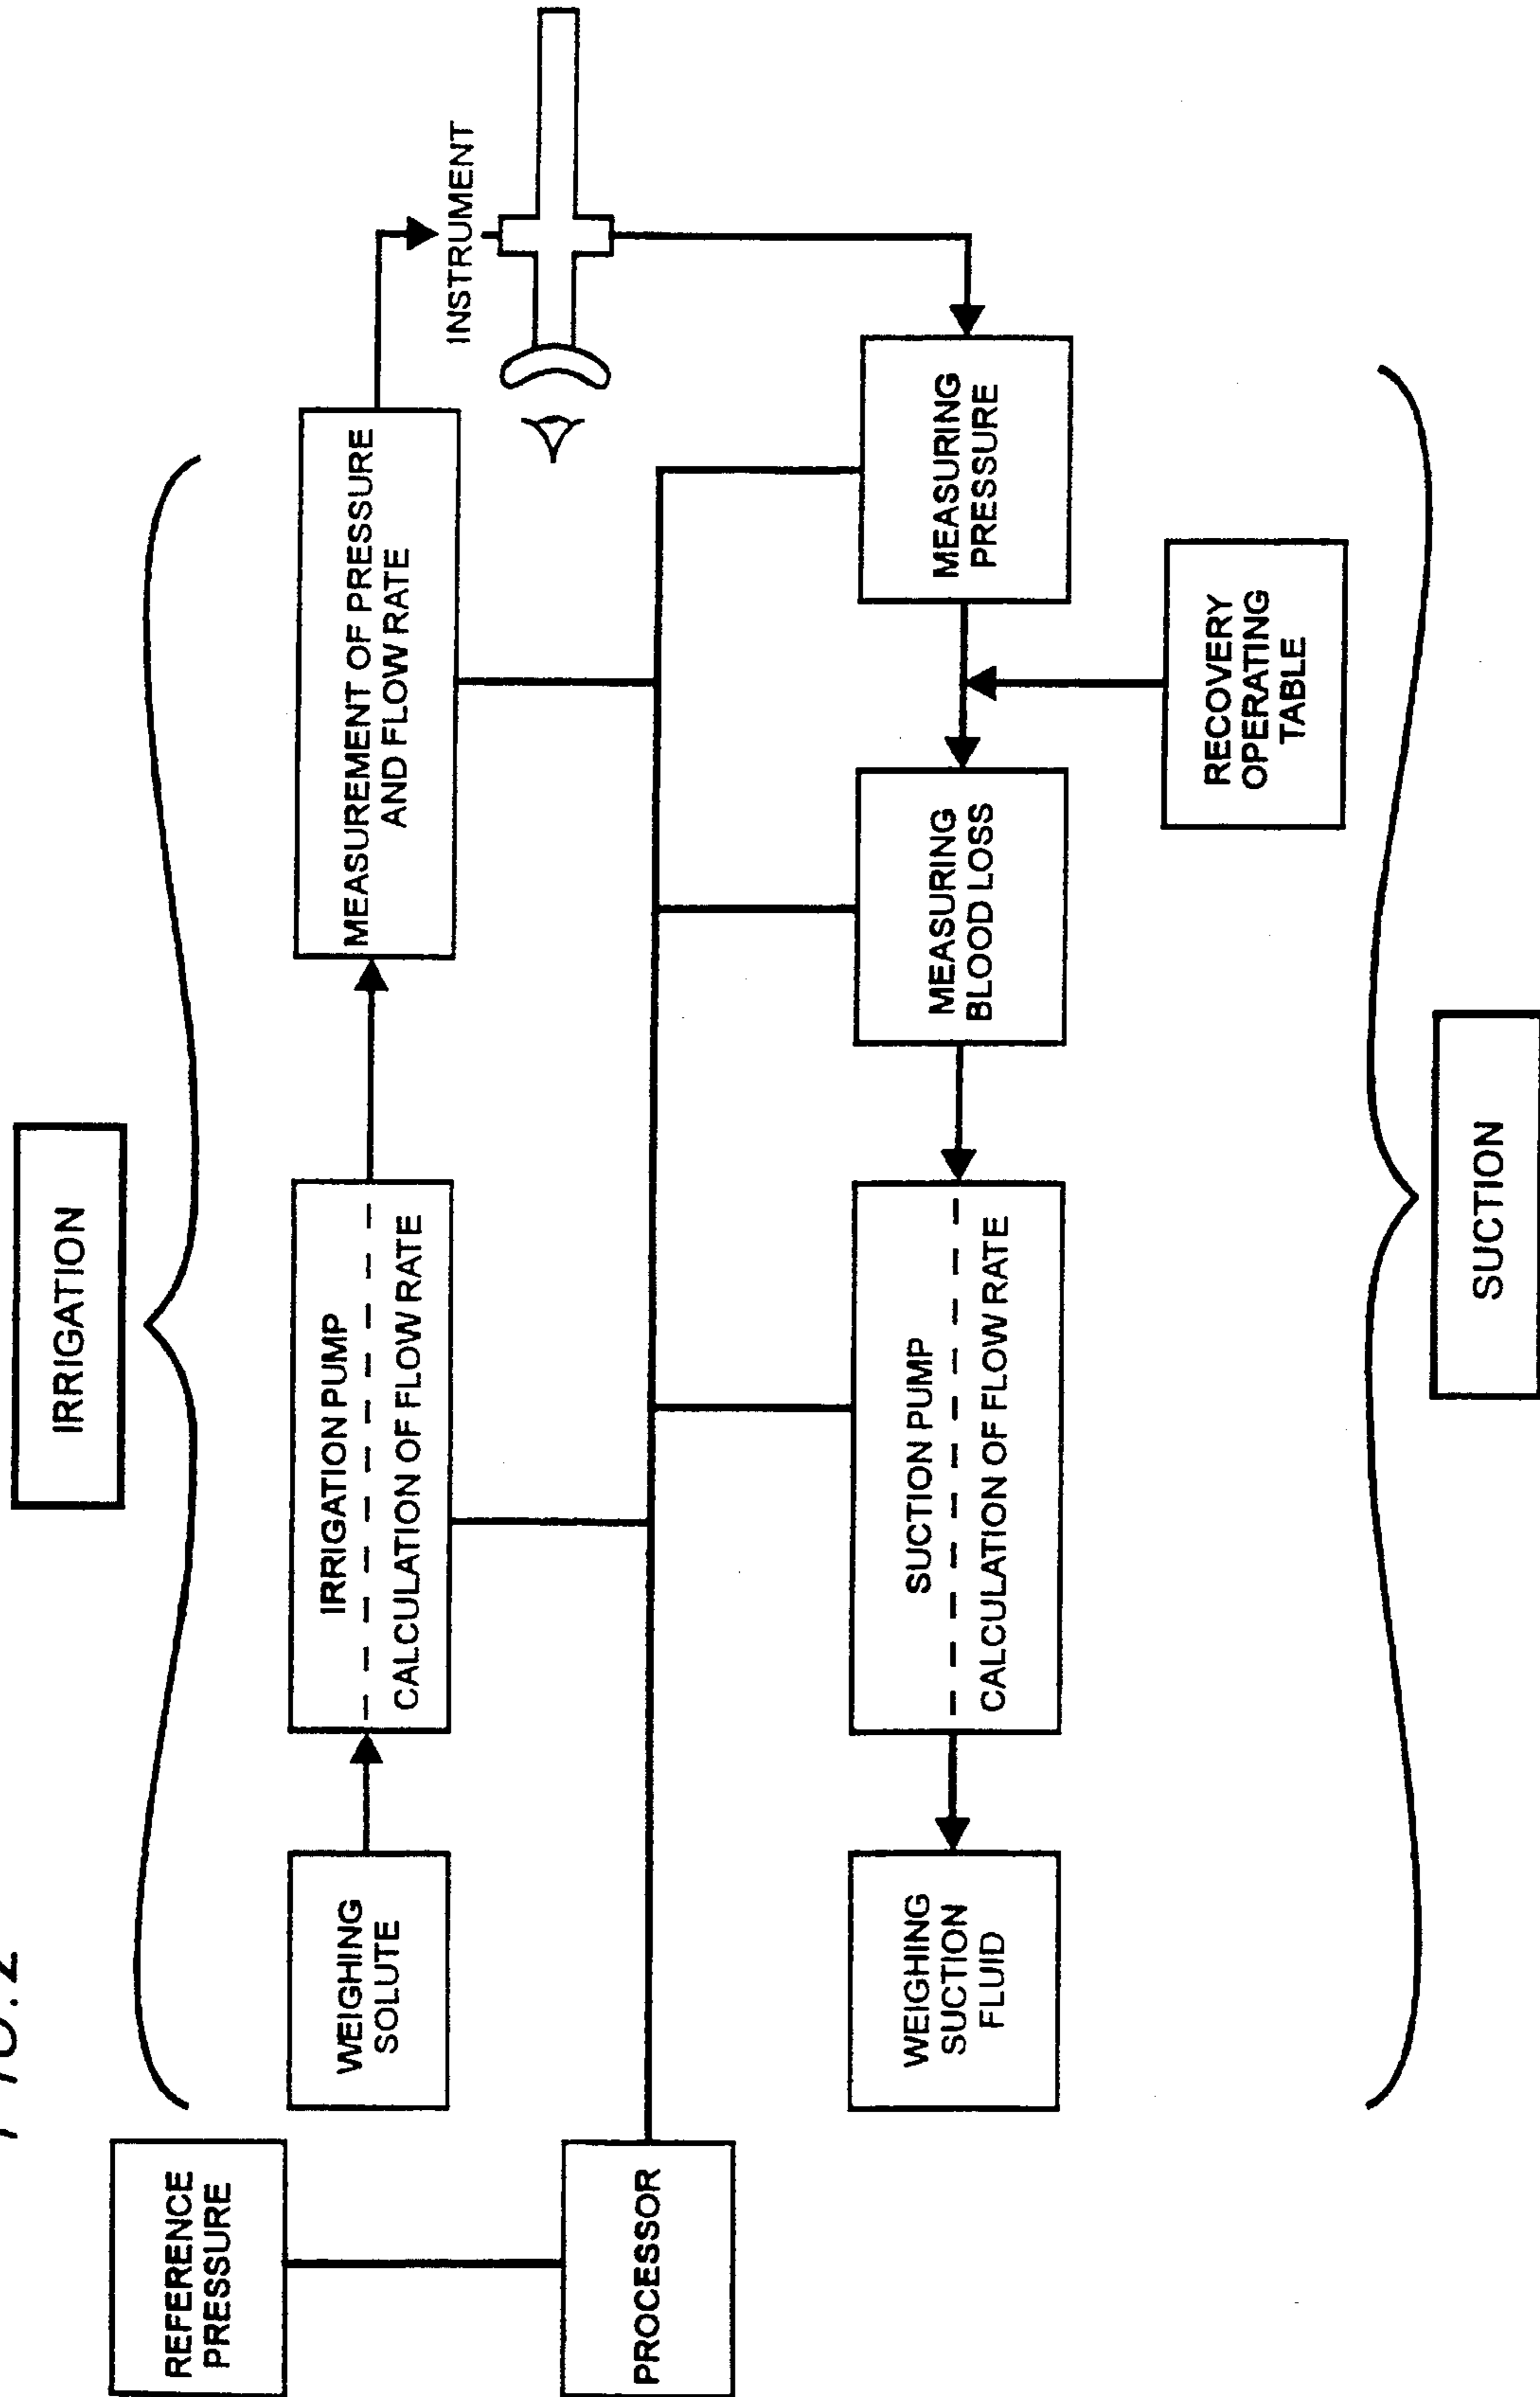 FIG. 2
IRRIGATION
REFERENCE
PRESSURE
WEIGHING
SOLUTE
IRRIGATION PUMP
CALCULATION OF FLOW RATE
MEASUREMENT OF PRESSURE
AND FLOW RATE
INSTRUMENT
PROCESSOR
WEIGHING
SUCTION
FLUID
SUCTION PUMP
CALCULATION OF FLOW RATE
MEASURING
BLOOD LOSS
MEASURING
PRESSURE
RECOVERY
OPERATING
TABLE
SUCTION